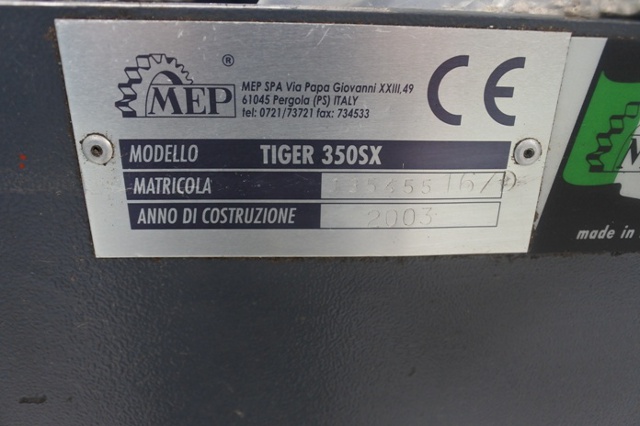 MEP ®
MEP SPA Via Papa Giovanni XXIII,49
61045 Pergola (PS) ITALY
tel: 0721/73721 fax: 734533
CE
MODELLO TIGER 350SX
MATRICOLA
ANNO DI COSTRUZIONE 2003
made in